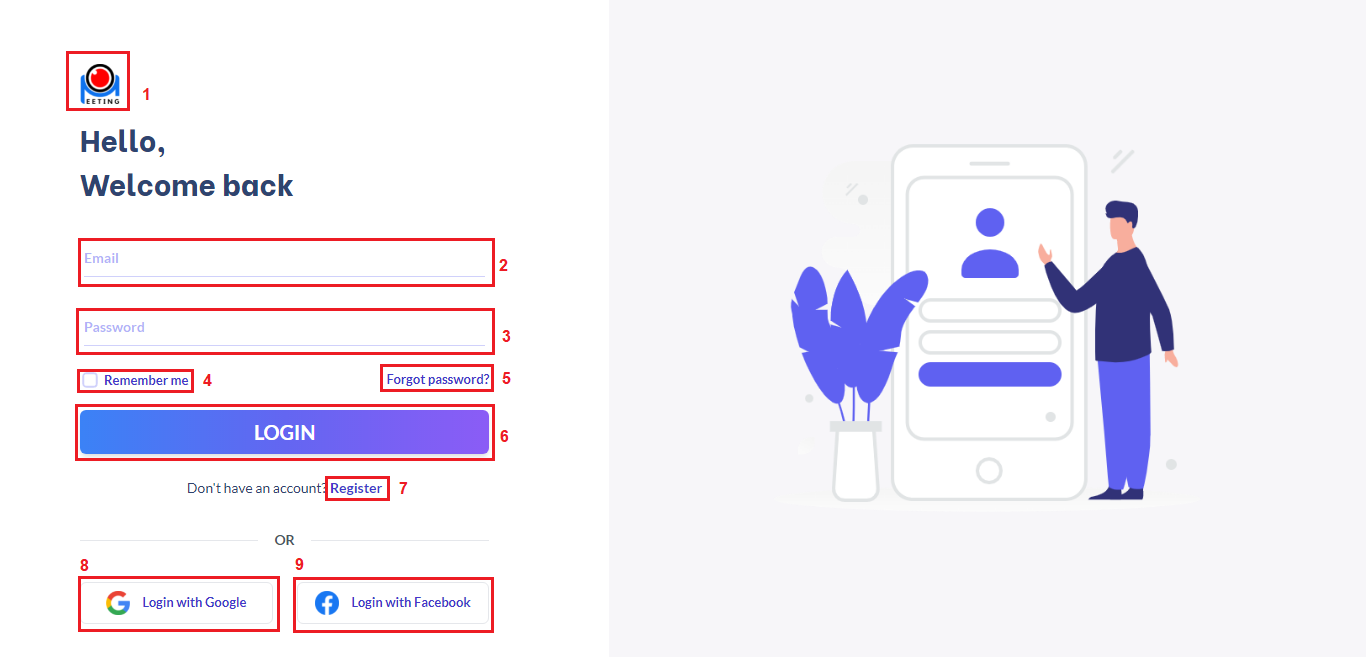 EETING
1
Hello,
Welcome back
Email
2
Password
3
Remember me
4
Forgot password?
5
LOGIN
6
Don't have an account? Register
7
OR
8
9
Login with Google
Login with Facebook